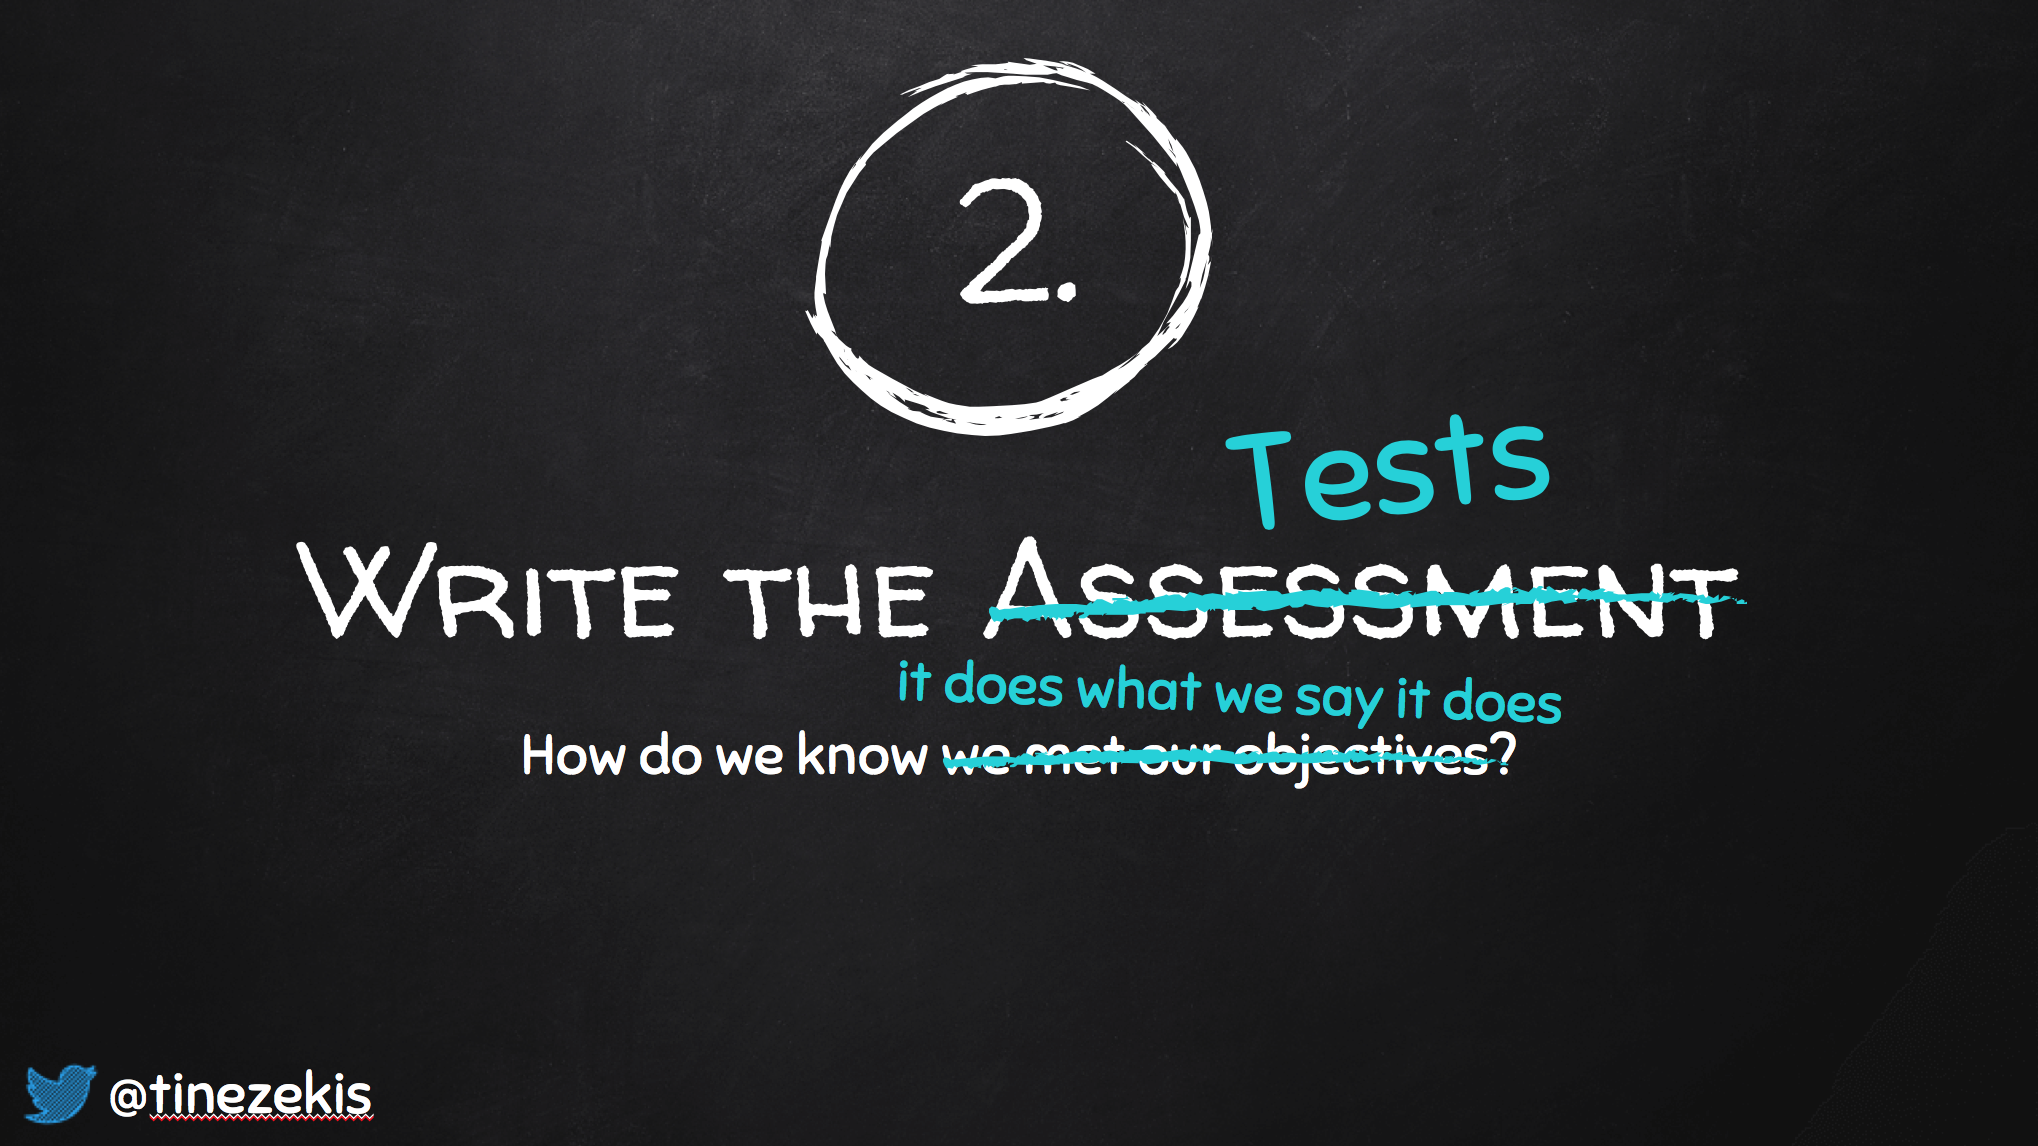 2.
Tests
Write the Assessment
it does what we say it does
How do we know we met our objectives?
@tinezekis